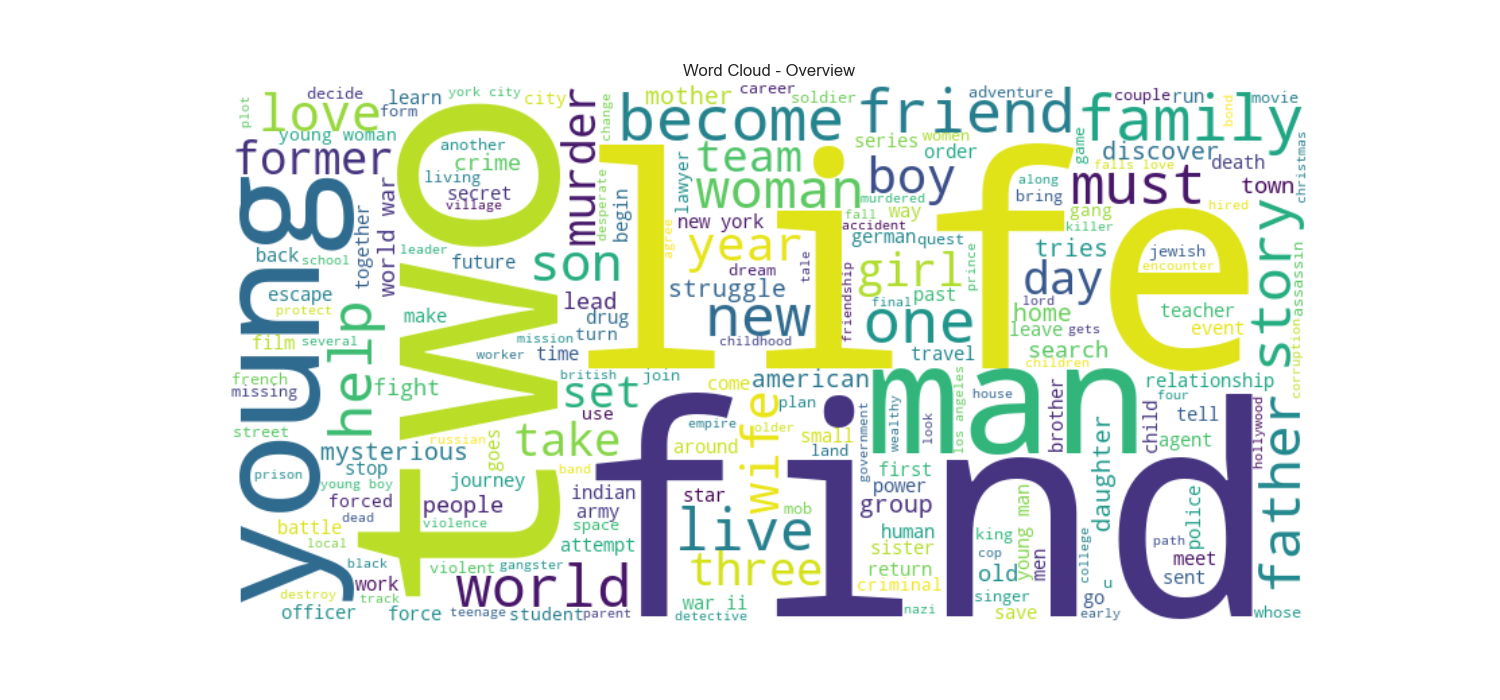 Word Cloud - Overview
plot
decide
learn
york city
city
love
form
young woman
another
former
crime
living
secret
village
young
two
world war
together
leader
back
school
future
escape
protect
make
help
film
several
french
missing
fight
street
mysterious
russian
goes
stop
prison
young boy
forced
journey
people
battle
dead
violence
local
black
violent
gangster
work
destroy
track
officer
force
teenage
student
parent
world
murder
change
become
mother
career
soldier
friend
adventure
family
couple
run
movie
bond
christmas
team
series
women
order
game
discover
falls love
death
desperate
begin
lawyer
woman
boy
along
bring
must
town
murdered
life
new york
fall
way
accident
gang
killer
hired
agree
year
german
quest
tries
jewish
encounter
son
dream
tale
friendship
girl
prince
day
story
assassin
lead
struggle
final
past
lord
home
teacher
drug
turn
new
one
leave
gets
event
mission
worker
time
childhood
travel
search
children
corruption
british
join
come
american
man
relationship
set
use
wife
plan
wealthy
look
los angeles
house
brother
four
child
tell
hollywood
take
empire
older
small
land
government
around
agent
father
band
first
daughter
find
indian
army
star
mob
power
group
police
space
live
human
king
cop
young man
men
path
meet
attempt
sister
college
sent
three
return
criminal
old
u
war ii
detective
nazi
singer
save
go
early
whose